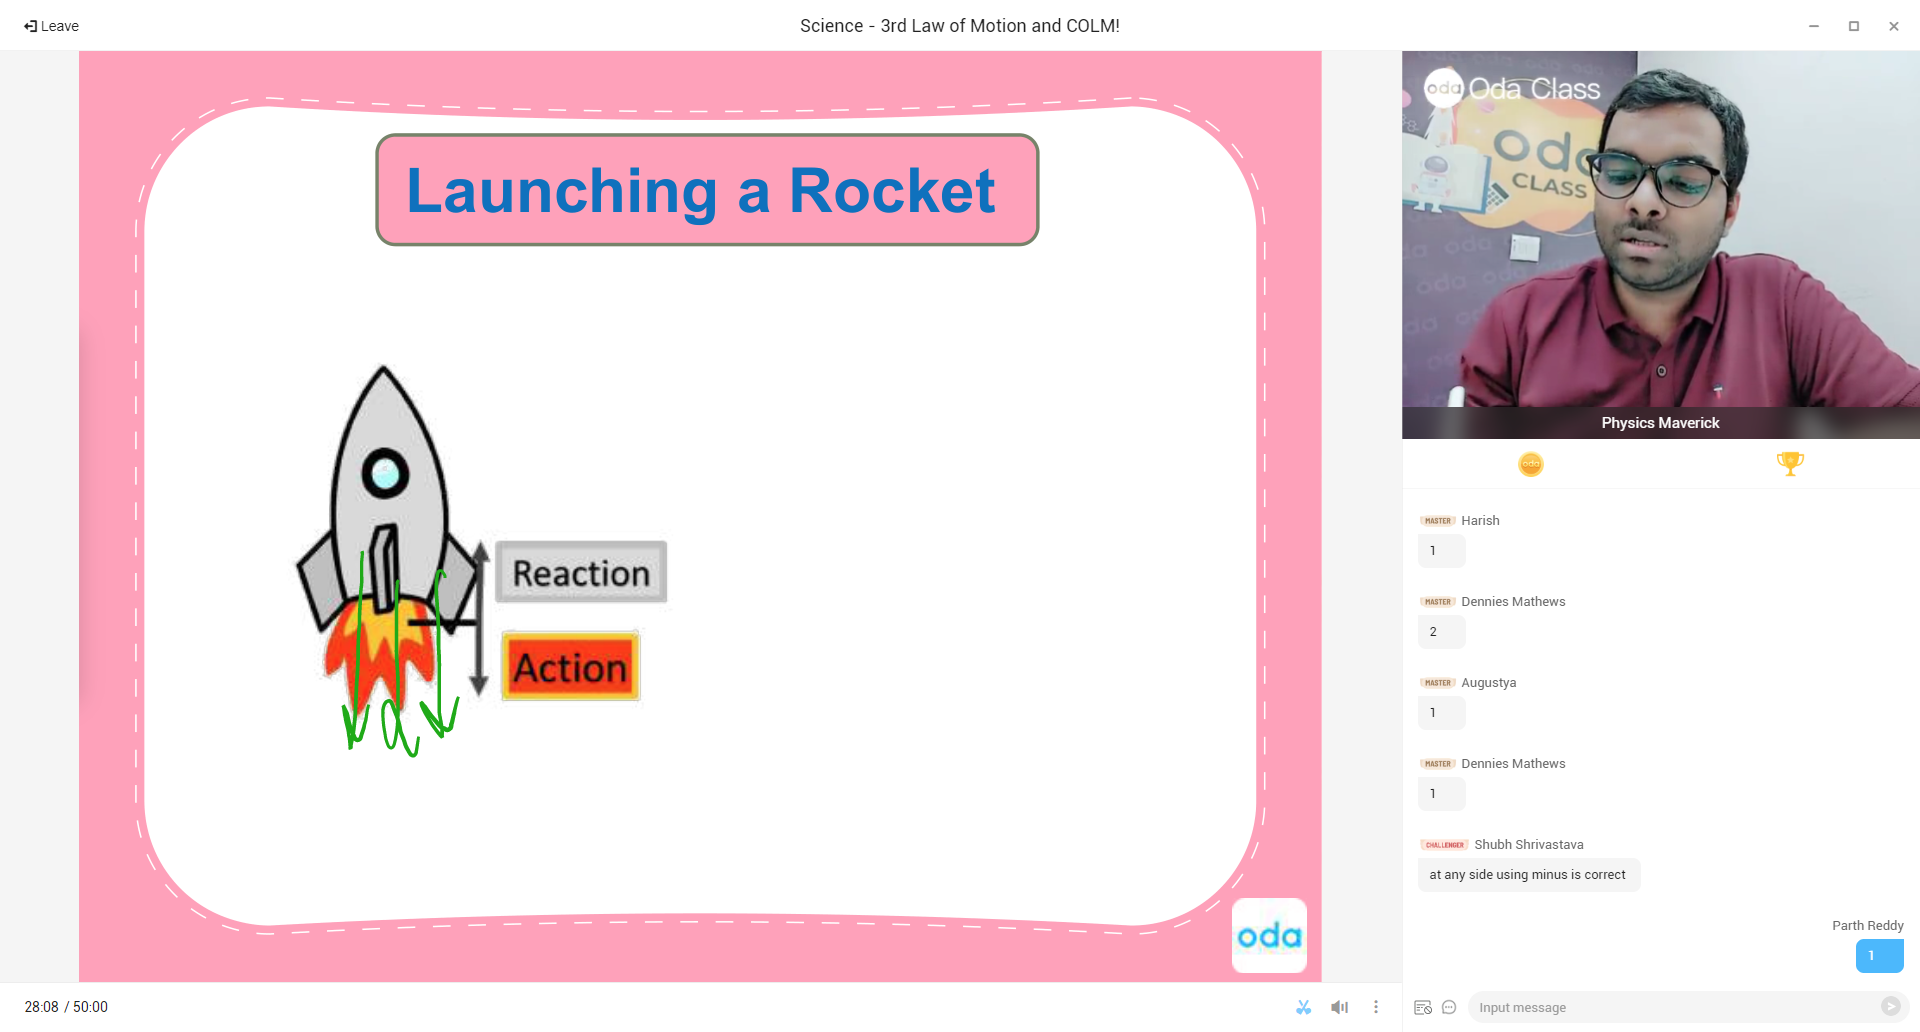 Leave
Science - 3rd Law of Motion and COLM!
Launching a Rocket
Reaction
Action
oda
28:08 / 50:00
oda Oda Class
oda
CLASS
Physics Maverick
oda
MASTER Harish
1
MASTER Dennies Mathews
2
MASTER Augustya
1
MASTER Dennies Mathews
1
CHALLENGER Shubh Shrivastava
at any side using minus is correct
Parth Reddy
1
Input message